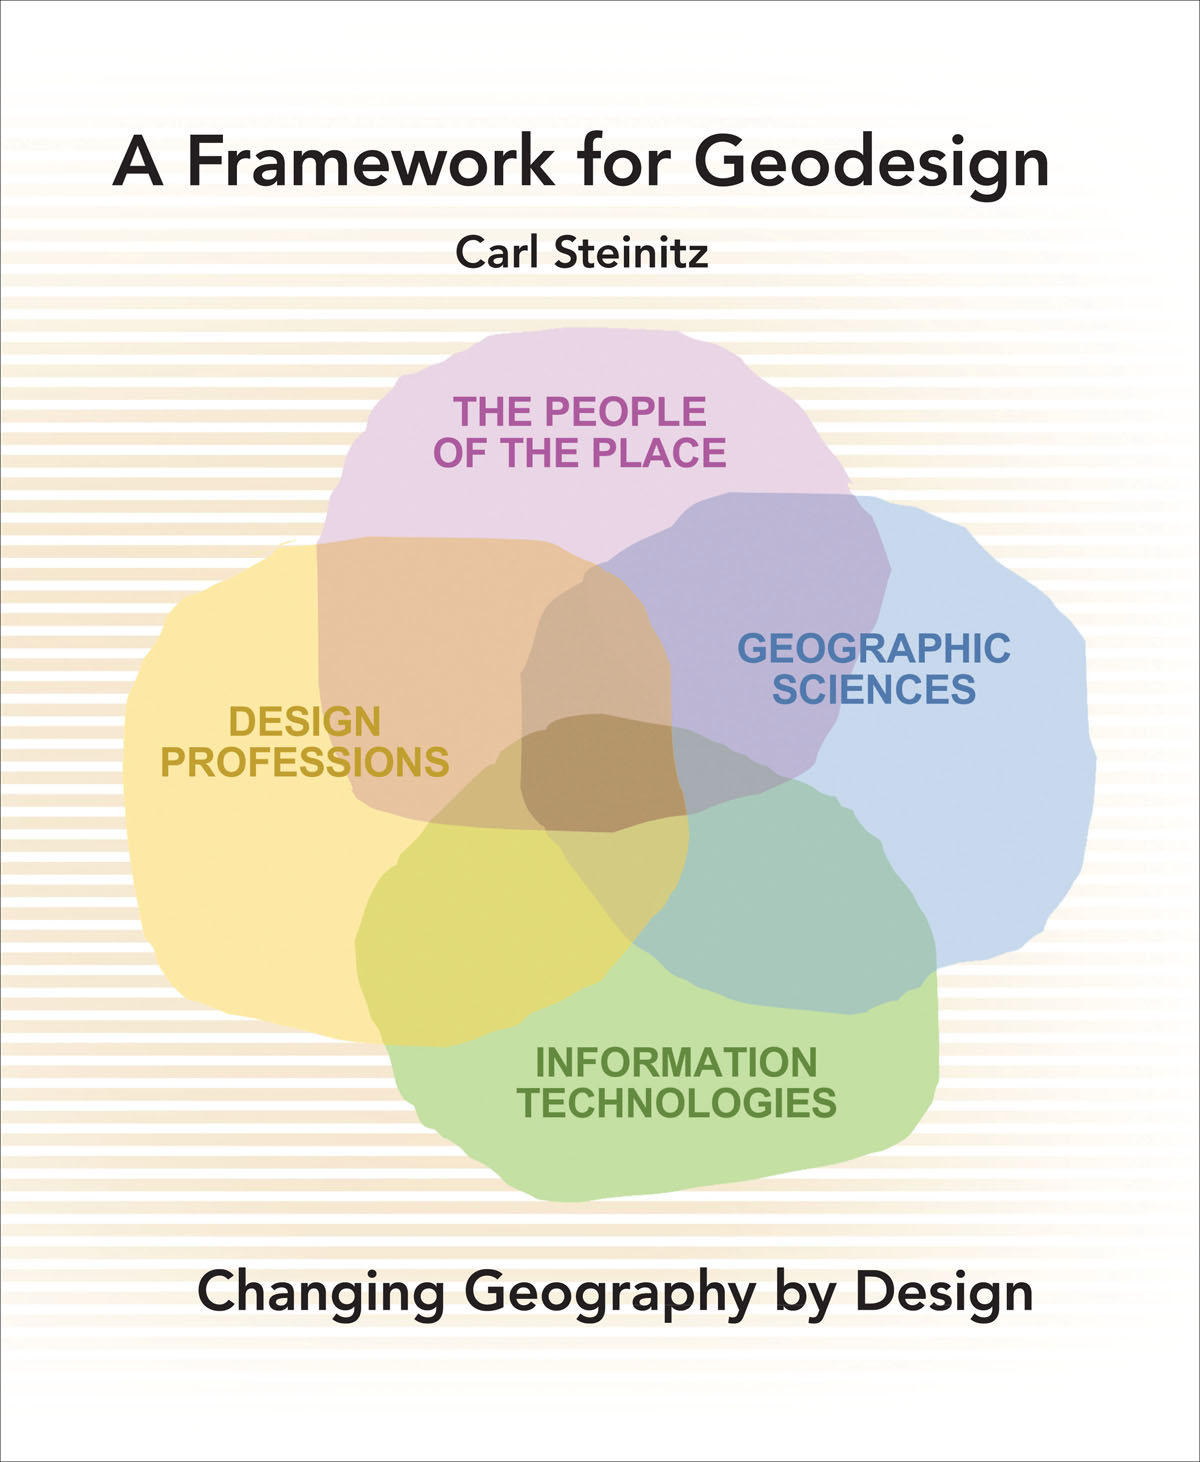 A Framework for Geodesign
Carl Steinitz
THE PEOPLE
OF THE PLACE
GEOGRAPHIC
SCIENCES
DESIGN
PROFESSIONS
INFORMATION
TECHNOLOGIES
Changing Geography by Design